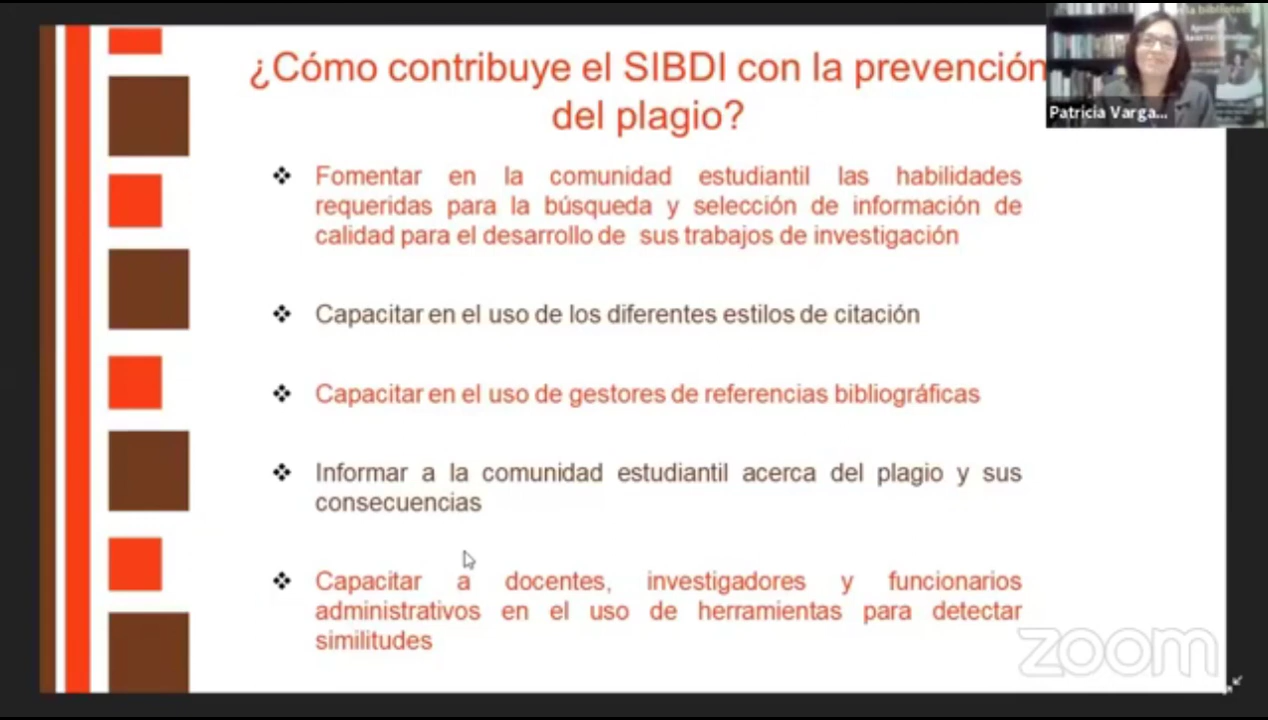 ¿Cómo contribuye el SIBDI con la prevención
del plagio?
Patricia Varga...
Fomentar en la comunidad estudiantil las habilidades
requeridas para la búsqueda y selección de información de
calidad para el desarrollo de sus trabajos de investigación
Capacitar en el uso de los diferentes estilos de citación
Capacitar en el uso de gestores de referencias bibliográficas
Informar a la comunidad estudiantil acerca del plagio y sus
consecuencias
Capacitar a docentes, investigadores y funcionarios
administrativos en el uso de herramientas para detectar
similitudes
zoom